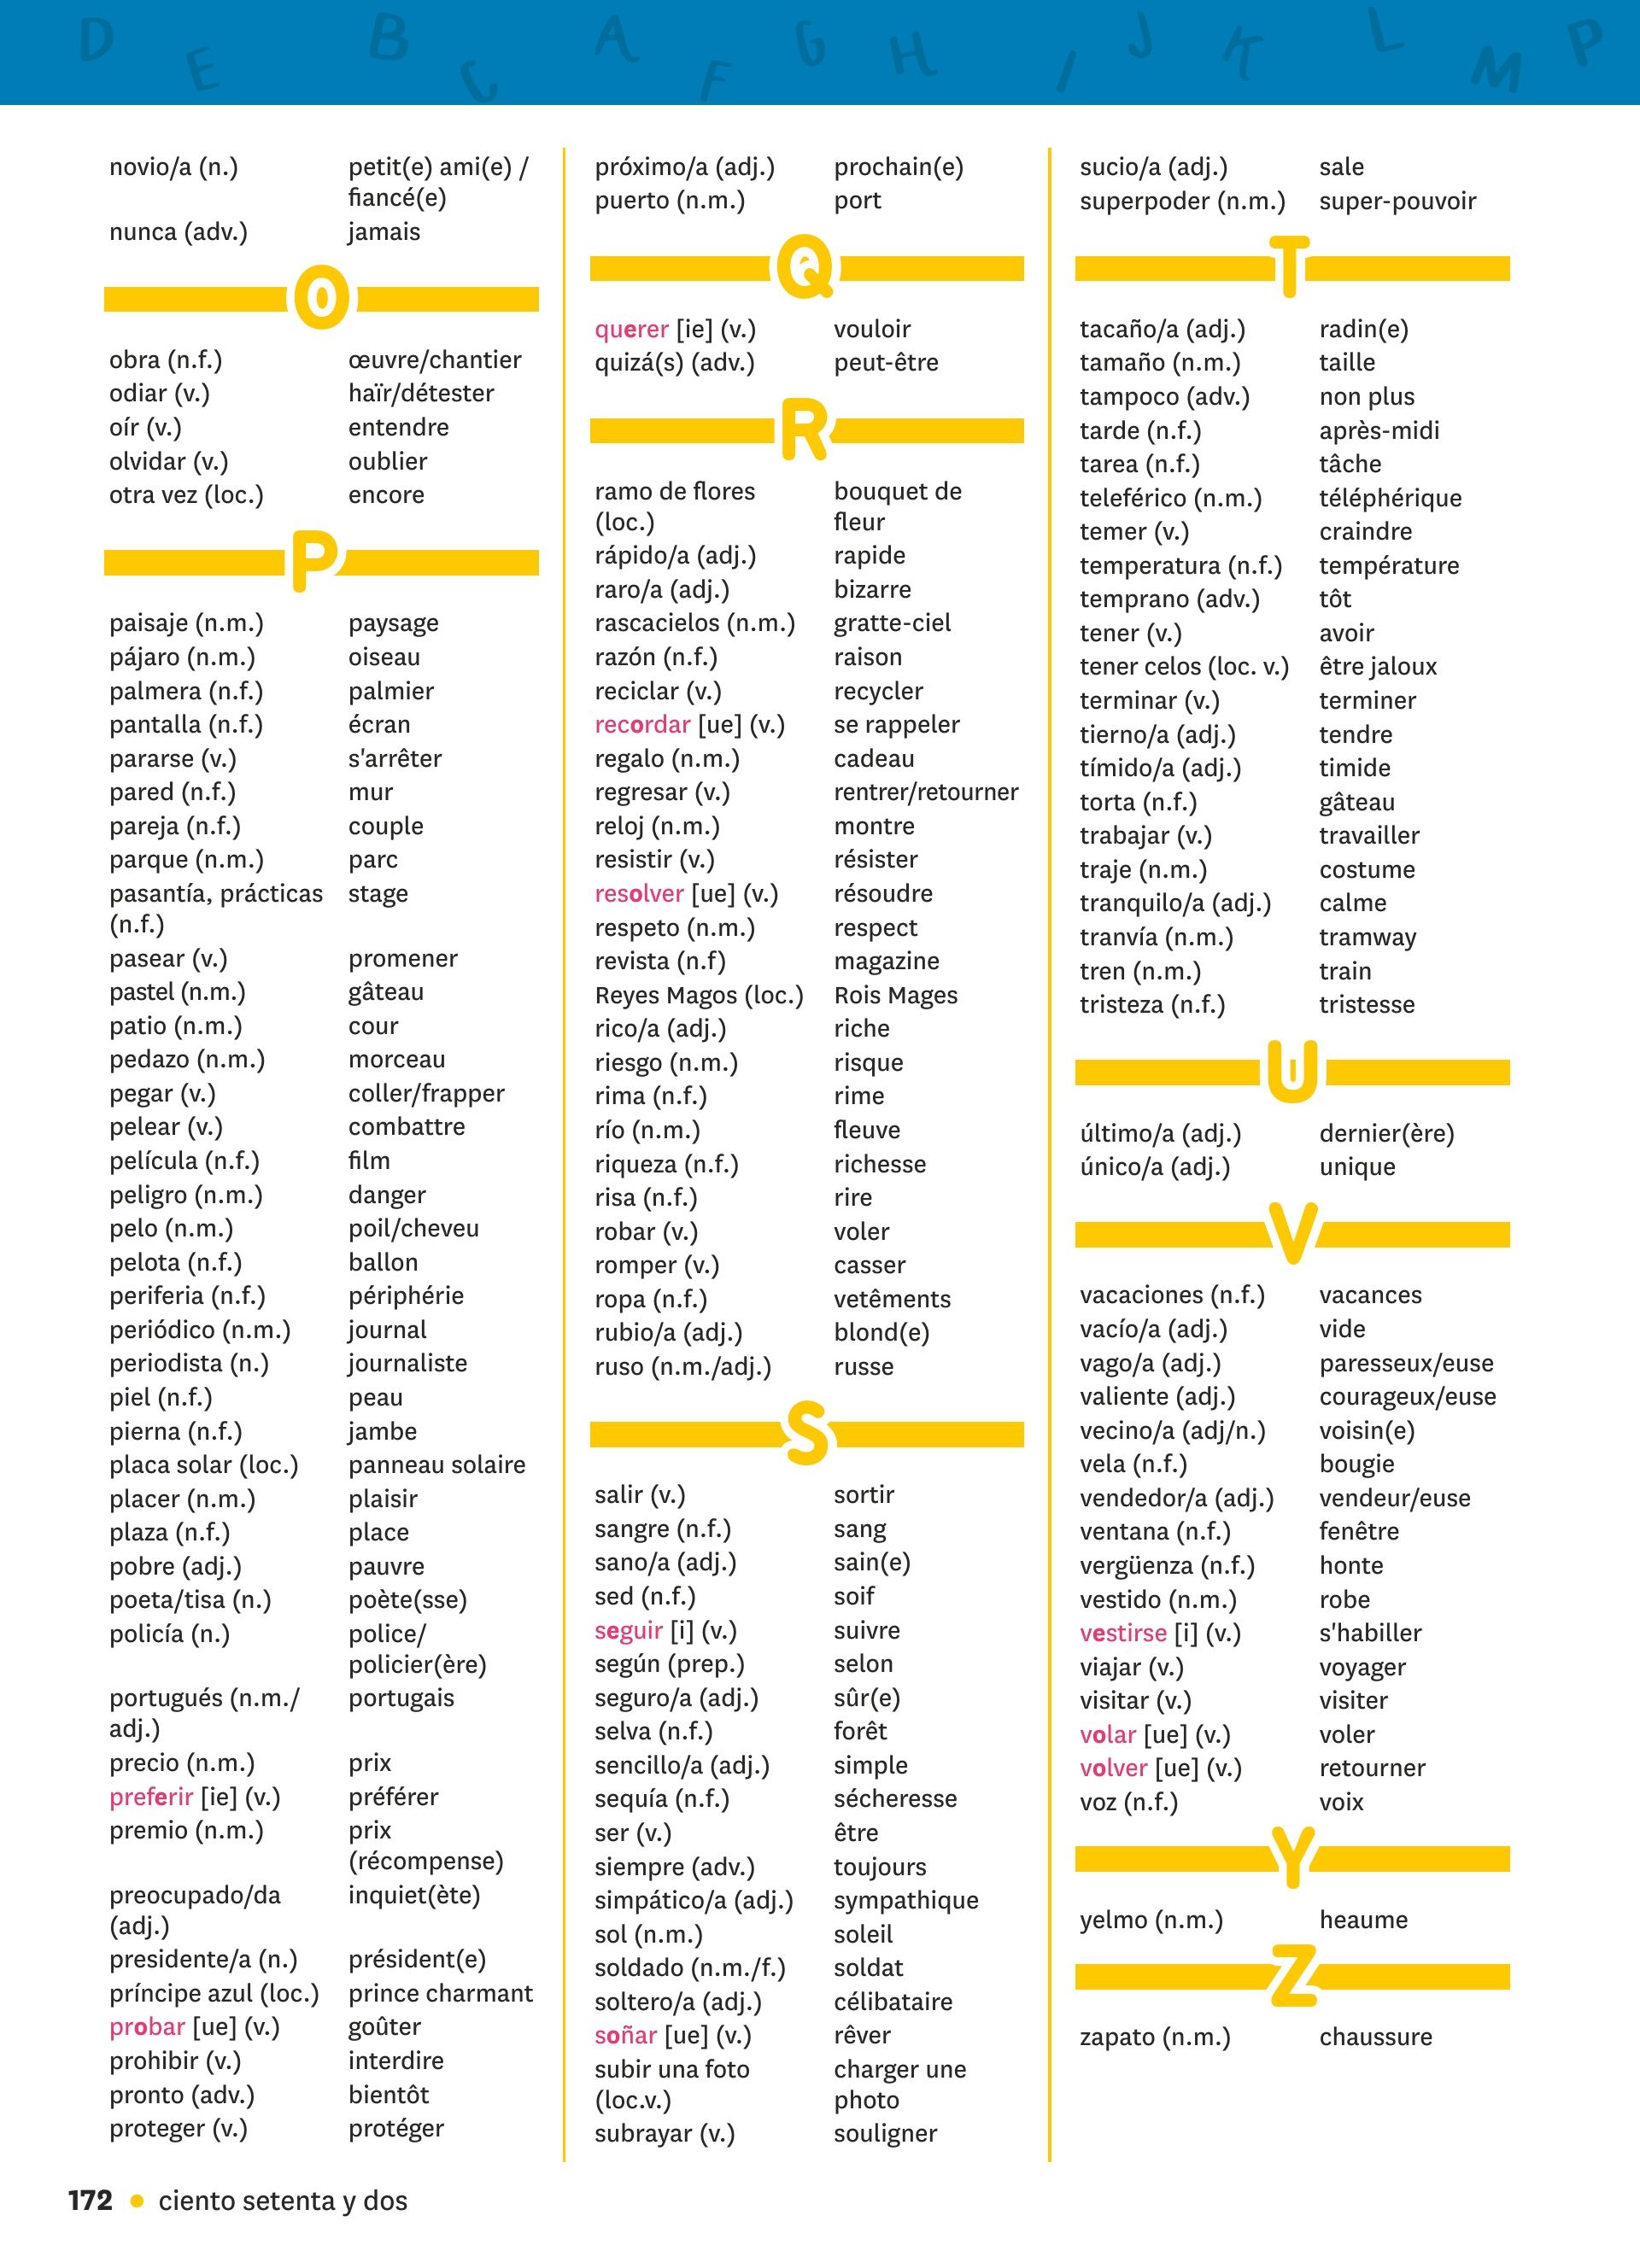 D E B C A F G H I J K L M P
novio/a (n.) petit(e) ami(e) /
fiancé(e)
nunca (adv.) jamais
O
obra (n.f.) œuvre/chantier
odiar (v.) haïr/détester
oír (v.) entendre
olvidar (v.) oublier
otra vez (loc.) encore
P
paisaje (n.m.) paysage
pájaro (n.m.) oiseau
palmera (n.f.) palmier
pantalla (n.f.) écran
pararse (v.) s'arrêter
pared (n.f.) mur
pareja (n.f.) couple
parque (n.m.) parc
pasantía, prácticas stage
(n.f.)
pasear (v.) promener
pastel (n.m.) gâteau
patio (n.m.) cour
pedazo (n.m.) morceau
pegar (v.) coller/frapper
pelear (v.) combattre
película (n.f.) film
peligro (n.m.) danger
pelo (n.m.) poil/cheveu
pelota (n.f.) ballon
periferia (n.f.) périphérie
periódico (n.m.) journal
periodista (n.) journaliste
piel (n.f.) peau
pierna (n.f.) jambe
placa solar (loc.) panneau solaire
placer (n.m.) plaisir
plaza (n.f.) place
pobre (adj.) pauvre
poeta/tisa (n.) poète(sse)
policía (n.) police/
policier(ère)
portugués (n.m./ portugais
adj.)
precio (n.m.) prix
preferir [ie] (v.) préférer
premio (n.m.) prix
(récompense)
preocupado/da inquiet(ète)
(adj.)
presidente/a (n.) président(e)
príncipe azul (loc.) prince charmant
probar [ue] (v.) goûter
prohibir (v.) interdire
pronto (adv.) bientôt
proteger (v.) protéger
próximo/a (adj.) prochain(e)
puerto (n.m.) port
Q
querer [ie] (v.) vouloir
quizá(s) (adv.) peut-être
R
ramo de flores bouquet de
(loc.) fleur
rápido/a (adj.) rapide
raro/a (adj.) bizarre
rascacielos (n.m.) gratte-ciel
razón (n.f.) raison
reciclar (v.) recycler
recordar [ue] (v.) se rappeler
regalo (n.m.) cadeau
regresar (v.) rentrer/retourner
reloj (n.m.) montre
resistir (v.) résister
resolver [ue] (v.) résoudre
respeto (n.m.) respect
revista (n.f) magazine
Reyes Magos (loc.) Rois Mages
rico/a (adj.) riche
riesgo (n.m.) risque
rima (n.f.) rime
río (n.m.) fleuve
riqueza (n.f.) richesse
risa (n.f.) rire
robar (v.) voler
romper (v.) casser
ropa (n.f.) vetêments
rubio/a (adj.) blond(e)
ruso (n.m./adj.) russe
S
salir (v.) sortir
sangre (n.f.) sang
sano/a (adj.) sain(e)
sed (n.f.) soif
seguir [i] (v.) suivre
según (prep.) selon
seguro/a (adj.) sûr(e)
selva (n.f.) forêt
sencillo/a (adj.) simple
sequía (n.f.) sécheresse
ser (v.) être
siempre (adv.) toujours
simpático/a (adj.) sympathique
sol (n.m.) soleil
soldado (n.m./f.) soldat
soltero/a (adj.) célibataire
soñar [ue] (v.) rêver
subir una foto charger une
(loc.v.) photo
subrayar (v.) souligner
sucio/a (adj.) sale
superpoder (n.m.) super-pouvoir
T
tacaño/a (adj.) radin(e)
tamaño (n.m.) taille
tampoco (adv.) non plus
tarde (n.f.) après-midi
tarea (n.f.) tâche
teleférico (n.m.) téléphérique
temer (v.) craindre
temperatura (n.f.) température
temprano (adv.) tôt
tener (v.) avoir
tener celos (loc. v.) être jaloux
terminar (v.) terminer
tierno/a (adj.) tendre
tímido/a (adj.) timide
torta (n.f.) gâteau
trabajar (v.) travailler
traje (n.m.) costume
tranquilo/a (adj.) calme
tranvía (n.m.) tramway
tren (n.m.) train
tristeza (n.f.) tristesse
U
último/a (adj.) dernier(ère)
único/a (adj.) unique
V
vacaciones (n.f.) vacances
vacío/a (adj.) vide
vago/a (adj.) paresseux/euse
valiente (adj.) courageux/euse
vecino/a (adj/n.) voisin(e)
vela (n.f.) bougie
vendedor/a (adj.) vendeur/euse
ventana (n.f.) fenêtre
vergüenza (n.f.) honte
vestido (n.m.) robe
vestirse [i] (v.) s'habiller
viajar (v.) voyager
visitar (v.) visiter
volar [ue] (v.) voler
volver [ue] (v.) retourner
voz (n.f.) voix
Y
yelmo (n.m.) heaume
Z
zapato (n.m.) chaussure
172 • ciento setenta y dos